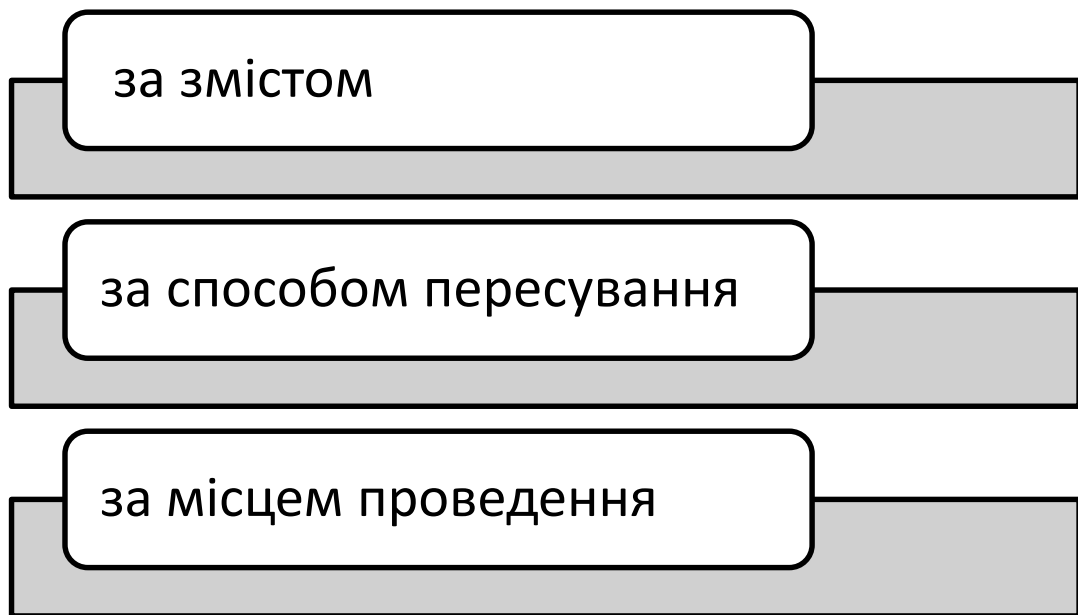 за змістом
за способом пересування
за місцем проведення